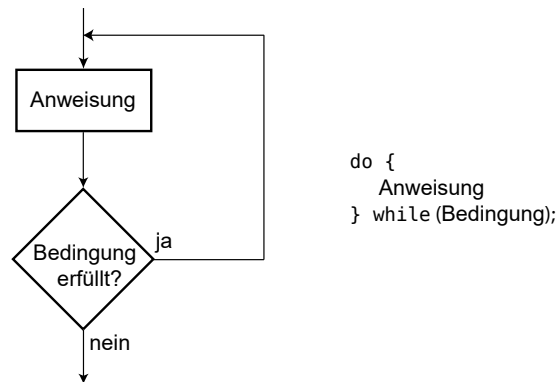 Anweisung
Bedingung
erfüllt?
ja
nein
do {
Anweisung
} while (Bedingung);